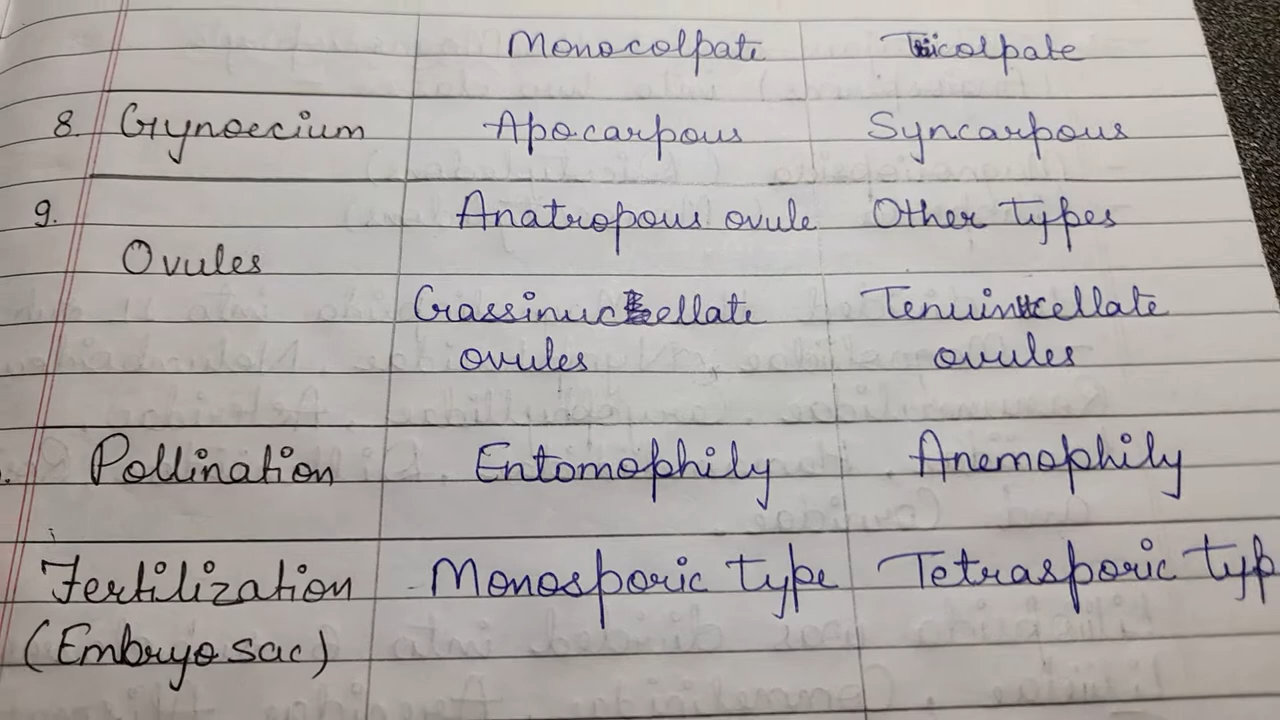 Monocolpate Tricolpate
8. Gynoecium Apocarpous Syncarpous
9. Anatropous ovule Other types
Ovules
Crassinucellate Tenuinucellate
ovules ovules
Pollination Entomophily Anemophily
Fertilization Monosporic type Tetrasporic typ
(Embryo sac)